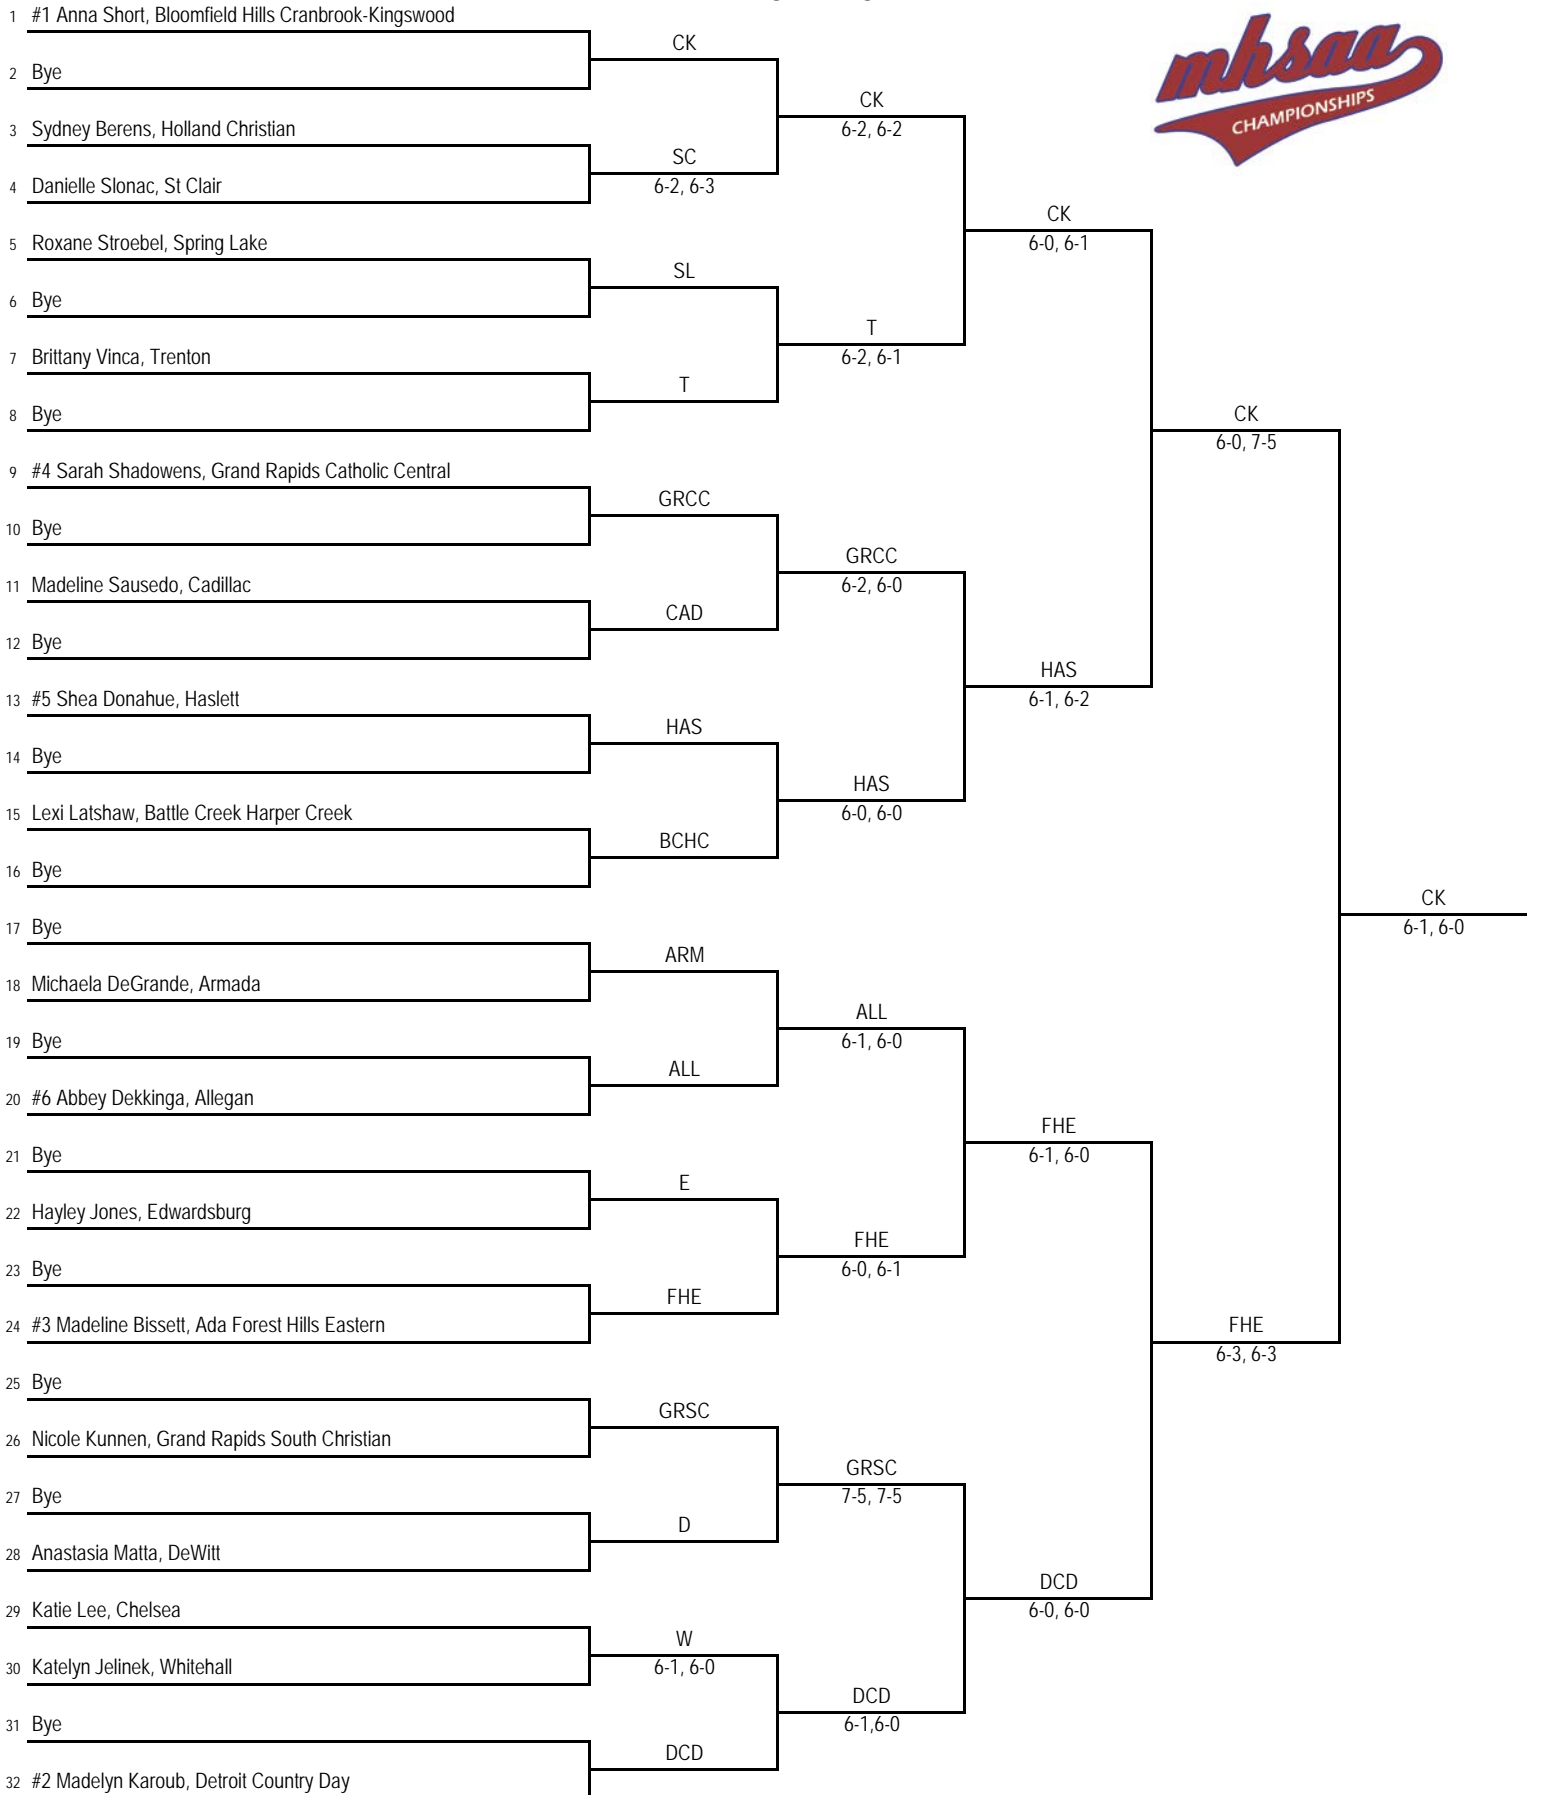 1 #1 Anna Short, Bloomfield Hills Cranbrook-Kingswood
CK
2 Bye
CK
6-2, 6-2
3 Sydney Berens, Holland Christian
SC
6-2, 6-3
4 Danielle Slonac, St Clair
CK
6-0, 6-1
5 Roxane Stroebel, Spring Lake
SL
6 Bye
T
6-2, 6-1
7 Brittany Vinca, Trenton
T
8 Bye
CK
6-0, 7-5
9 #4 Sarah Shadowens, Grand Rapids Catholic Central
GRCC
10 Bye
GRCC
6-2, 6-0
11 Madeline Sausedo, Cadillac
CAD
12 Bye
HAS
6-1, 6-2
13 #5 Shea Donahue, Haslett
HAS
14 Bye
HAS
6-0, 6-0
15 Lexi Latshaw, Battle Creek Harper Creek
BCHC
16 Bye
CK
6-1, 6-0
17 Bye
ARM
18 Michaela DeGrande, Armada
ALL
6-1, 6-0
19 Bye
ALL
20 #6 Abbey Dekkinga, Allegan
FHE
6-1, 6-0
21 Bye
E
22 Hayley Jones, Edwardsburg
FHE
6-0, 6-1
23 Bye
FHE
24 #3 Madeline Bissett, Ada Forest Hills Eastern
FHE
6-3, 6-3
25 Bye
GRSC
26 Nicole Kunnen, Grand Rapids South Christian
GRSC
7-5, 7-5
27 Bye
D
28 Anastasia Matta, DeWitt
DCD
6-0, 6-0
29 Katie Lee, Chelsea
W
6-1, 6-0
30 Katelyn Jelinek, Whitehall
DCD
6-1,6-0
31 Bye
DCD
32 #2 Madelyn Karoub, Detroit Country Day
mhsaa
CHAMPIONSHIPS